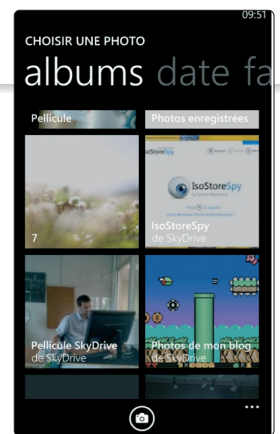 09:51
CHOISIR UNE PHOTO
albums date fa
Pellicule
Photos enregistrées
IsoStoreSpy
7
IsoStoreSpy
de SkyDrive
Pellicule SkyDrive
de SkyDrive
Photos de mon blog
de SkyDrive